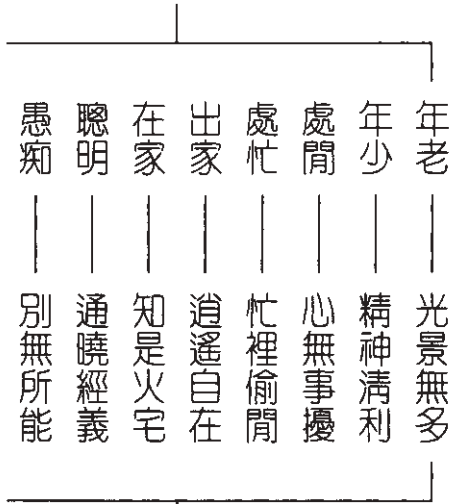 年老 光景無多
年少 精神清利
處閒 心無事擾
處忙 忙裡偷閒
出家 逍遙自在
在家 知是火宅
聰明 通曉經義
愚痴 別無所能